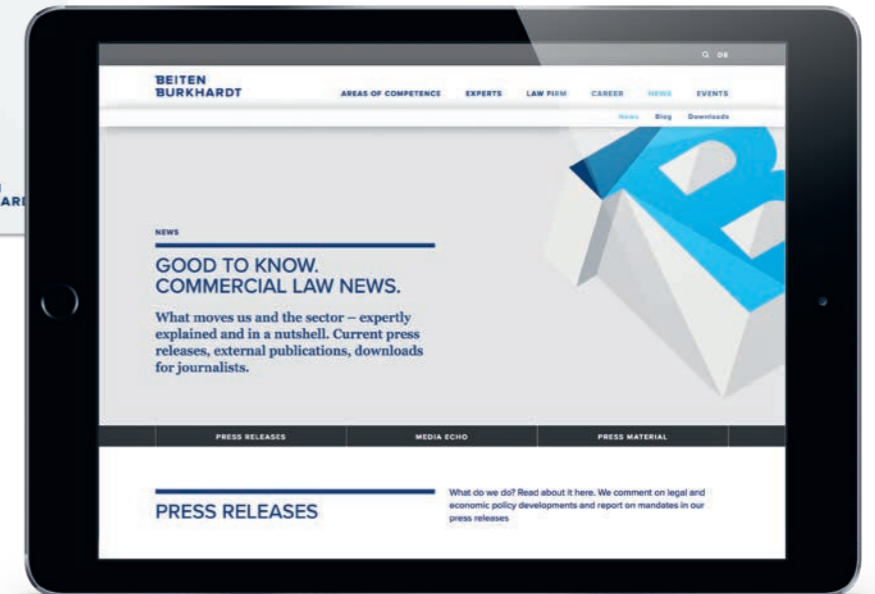 DE
BEITEN
BURKHARDT
AREAS OF COMPETENCE EXPERTS LAW FIRM CAREER NEWS EVENTS
News Blog Downloads
NEWS
GOOD TO KNOW.
COMMERCIAL LAW NEWS.
What moves us and the sector – expertly
explained and in a nutshell. Current press
releases, external publications, downloads
for journalists.
PRESS RELEASES MEDIA ECHO PRESS MATERIAL
PRESS RELEASES
What do we do? Read about it here. We comment on legal and
economic policy developments and report on mandates in our
press releases